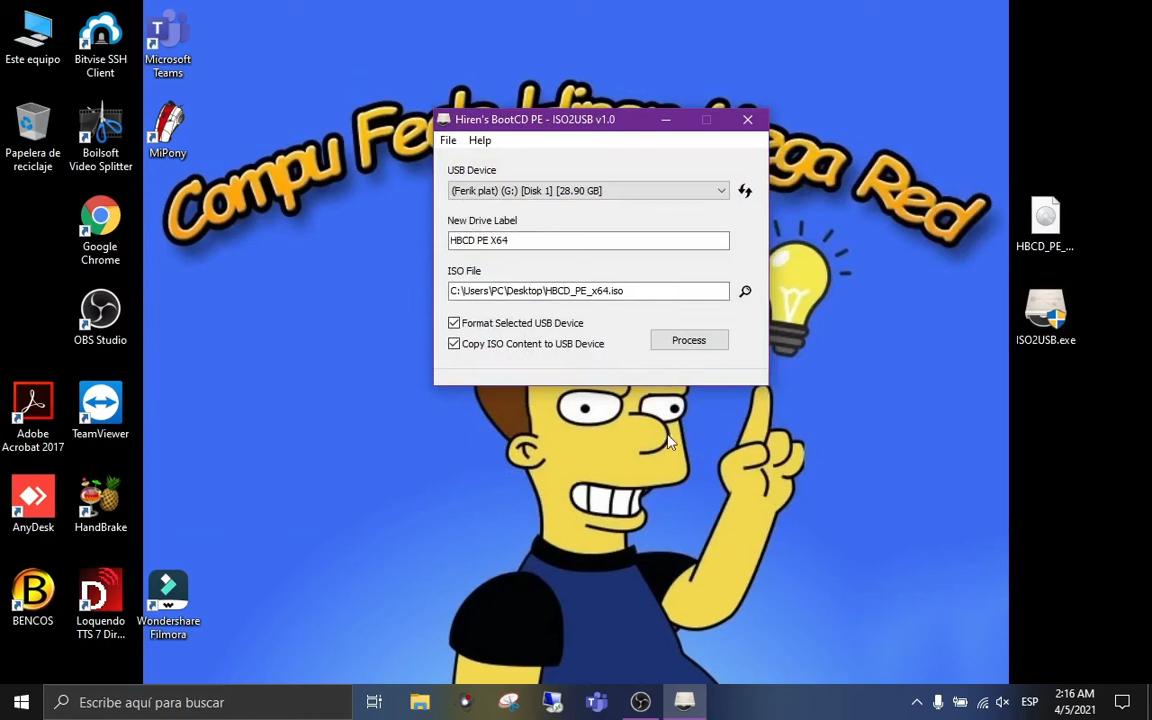 Este equipo
Bitvise SSH
Client
Microsoft
Teams
Papelera de
reciclaje
Boilsoft
Video Splitter
MiPony
Google
Chrome
OBS Studio
Adobe
Acrobat 2017
TeamViewer
AnyDesk
HandBrake
BENCOS
Loquendo
TTS 7 Dir...
Wondershare
Filmora
Compu Fe
ega Red
Hiren's BootCD PE - ISO2USB v1.0
File Help
USB Device
(Ferik plat) (G:) [Disk 1] [28.90 GB]
New Drive Label
HBCD PE X64
ISO File
C:\Users\PC\Desktop\HBCD_PE_x64.iso
Format Selected USB Device
Copy ISO Content to USB Device
Process
HBCD_PE_...
ISO2USB.exe
Escribe aquí para buscar
ESP
2:16 AM
4/5/2021